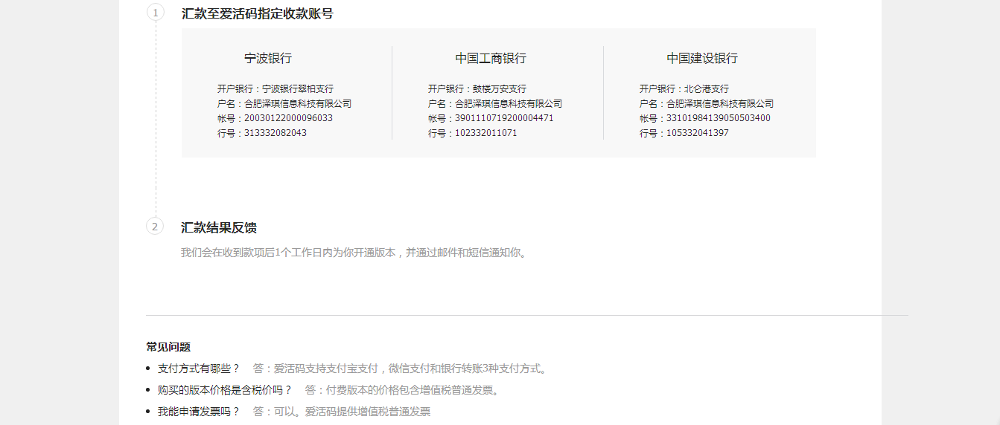 1 汇款至爱活码指定收款账号
宁波银行
开户银行：宁波银行翠柏支行
户名：合肥泽琪信息科技有限公司
帐号：20030122000096033
行号：313332082043
中国工商银行
开户银行：鼓楼万安支行
户名：合肥泽琪信息科技有限公司
帐号：3901110719200004471
行号：102332011071
中国建设银行
开户银行：北仑港支行
户名：合肥泽琪信息科技有限公司
帐号：33101984139050503400
行号：105332041397
2 汇款结果反馈
我们会在收到款项后1个工作日内为你开通版本，并通过邮件和短信通知你。
常见问题
• 支付方式有哪些？ 答：爱活码支持支付宝支付，微信支付和银行转账3种支付方式。
• 购买的版本价格是含税价吗？ 答：付费版本的价格包含增值税普通发票。
• 我能申请发票吗？ 答：可以。爱活码提供增值税普通发票